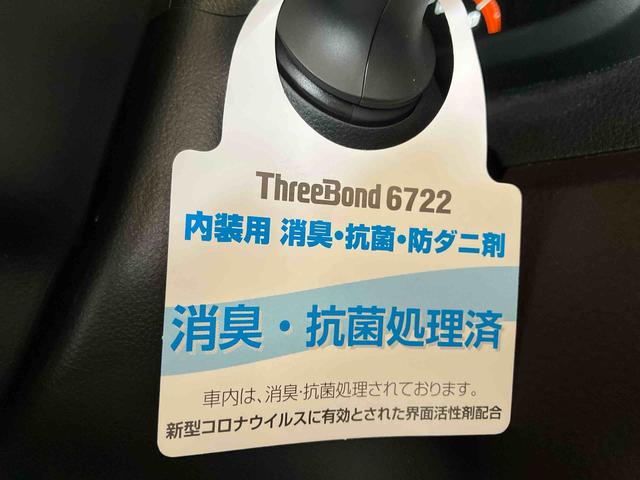 ThreeBond 6722
内装用 消臭・抗菌・防ダニ剤
消臭・抗菌処理済
車内は、消臭・抗菌処理されております。
新型コロナウイルスに有効とされた界面活性剤配合